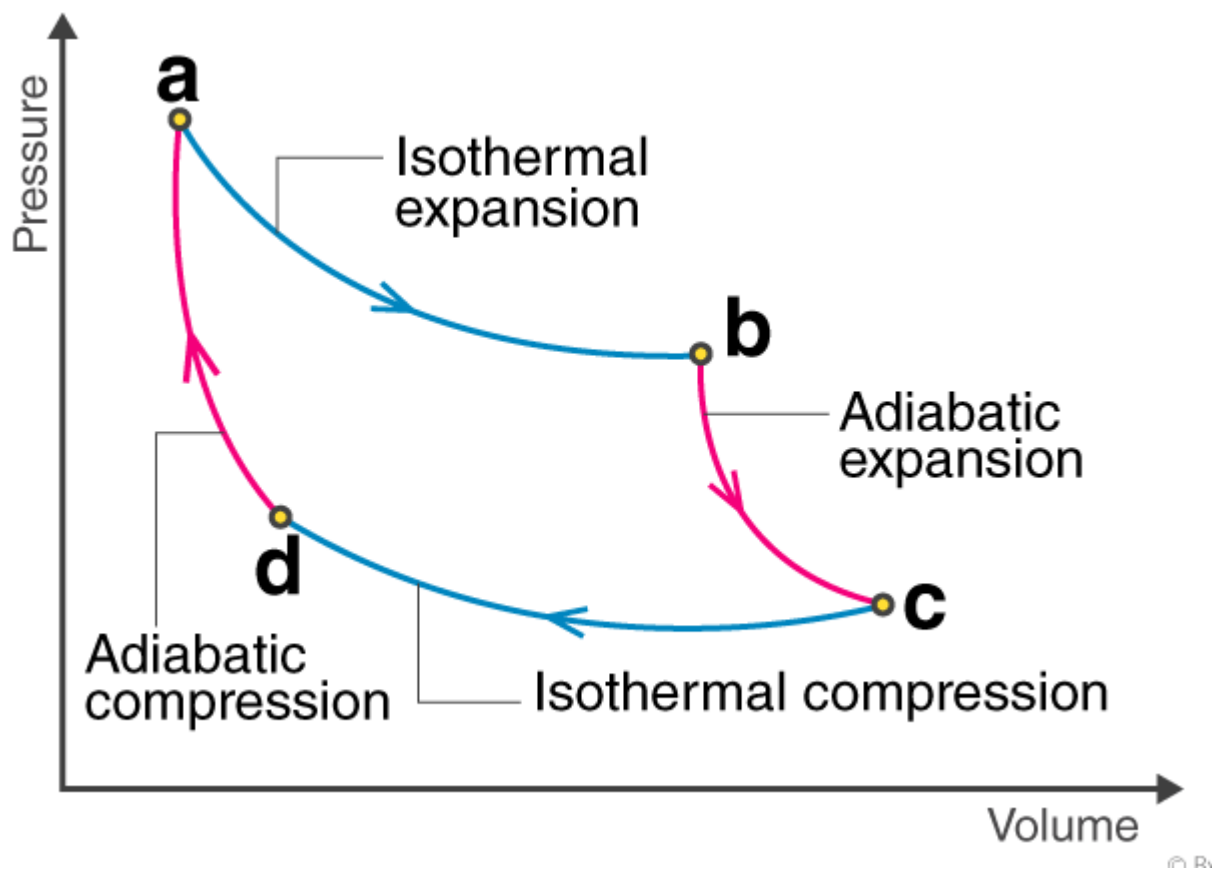 Pressure
a
Isothermal
expansion
b
Adiabatic
expansion
d
c
Adiabatic
compression
Isothermal compression
Volume